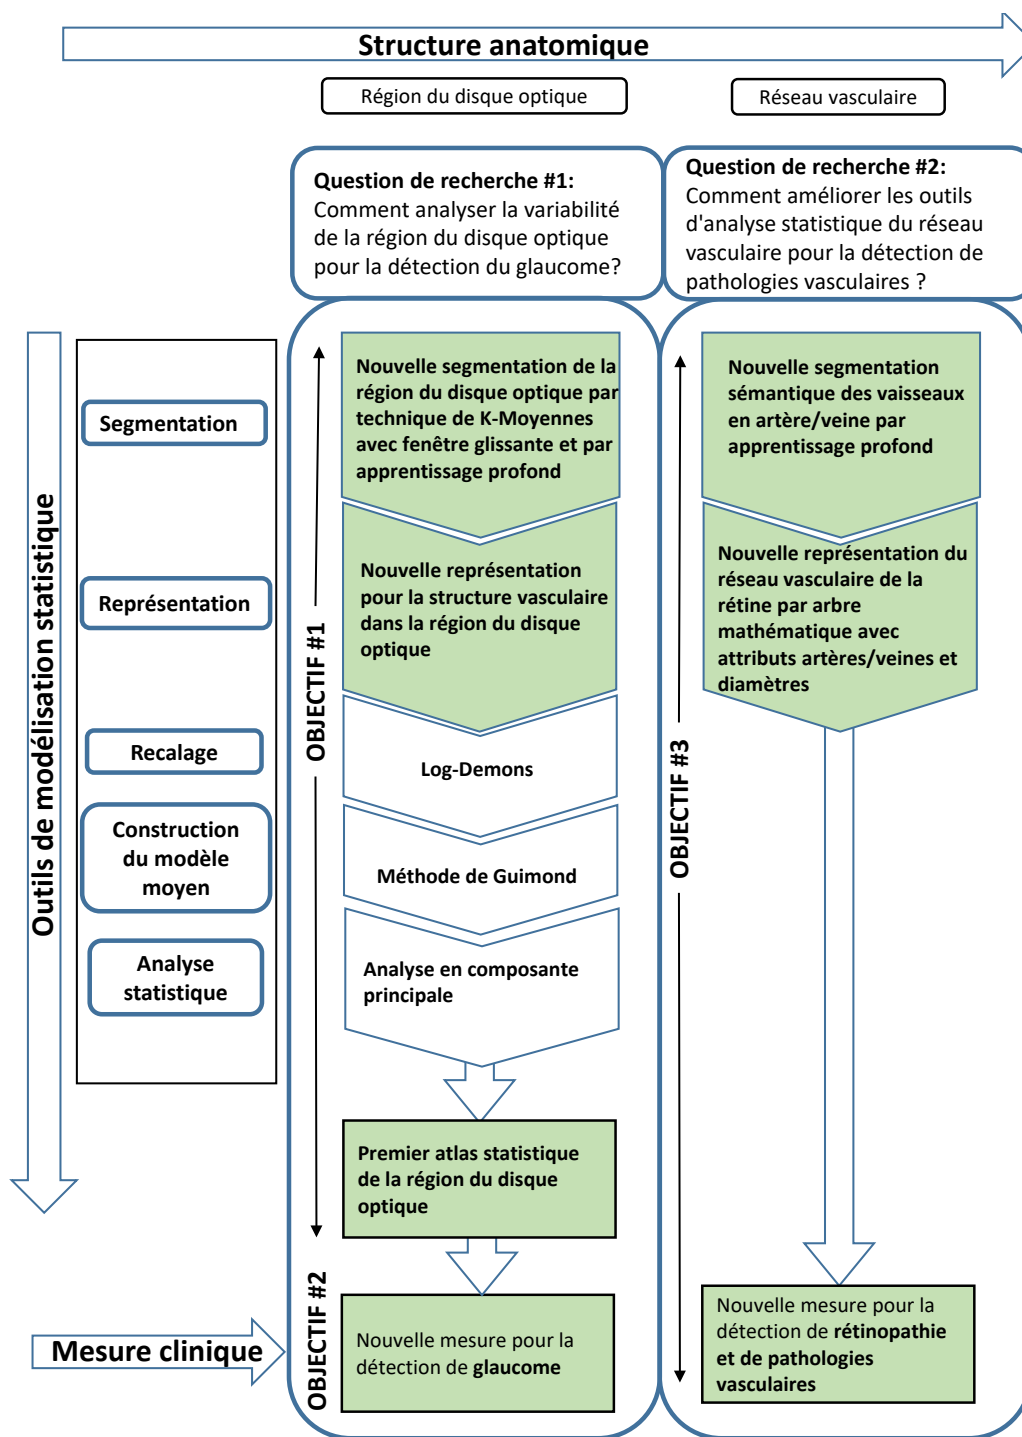 Structure anatomique
Région du disque optique
Réseau vasculaire
Question de recherche #1:
Comment analyser la variabilité
de la région du disque optique
pour la détection du glaucome?
Question de recherche #2:
Comment améliorer les outils
d'analyse statistique du réseau
vasculaire pour la détection de
pathologies vasculaires ?
Outils de modélisation statistique
Segmentation
Représentation
Recalage
Construction
du modèle
moyen
Analyse
statistique
OBJECTIF #1
Nouvelle segmentation de la
région du disque optique par
technique de K-Moyennes
avec fenêtre glissante et par
apprentissage profond
Nouvelle représentation
pour la structure vasculaire
dans la région du disque
optique
Log-Demons
Méthode de Guimond
Analyse en composante
principale
Premier atlas statistique
de la région du disque
optique
OBJECTIF #3
Nouvelle segmentation
sémantique des vaisseaux
en artère/veine par
apprentissage profond
Nouvelle représentation du
réseau vasculaire de la
rétine par arbre
mathématique avec
attributs artères/veines et
diamètres
Mesure clinique
OBJECTIF #2
Nouvelle mesure pour la
détection de glaucome
Nouvelle mesure pour la
détection de rétinopathie
et de pathologies
vasculaires